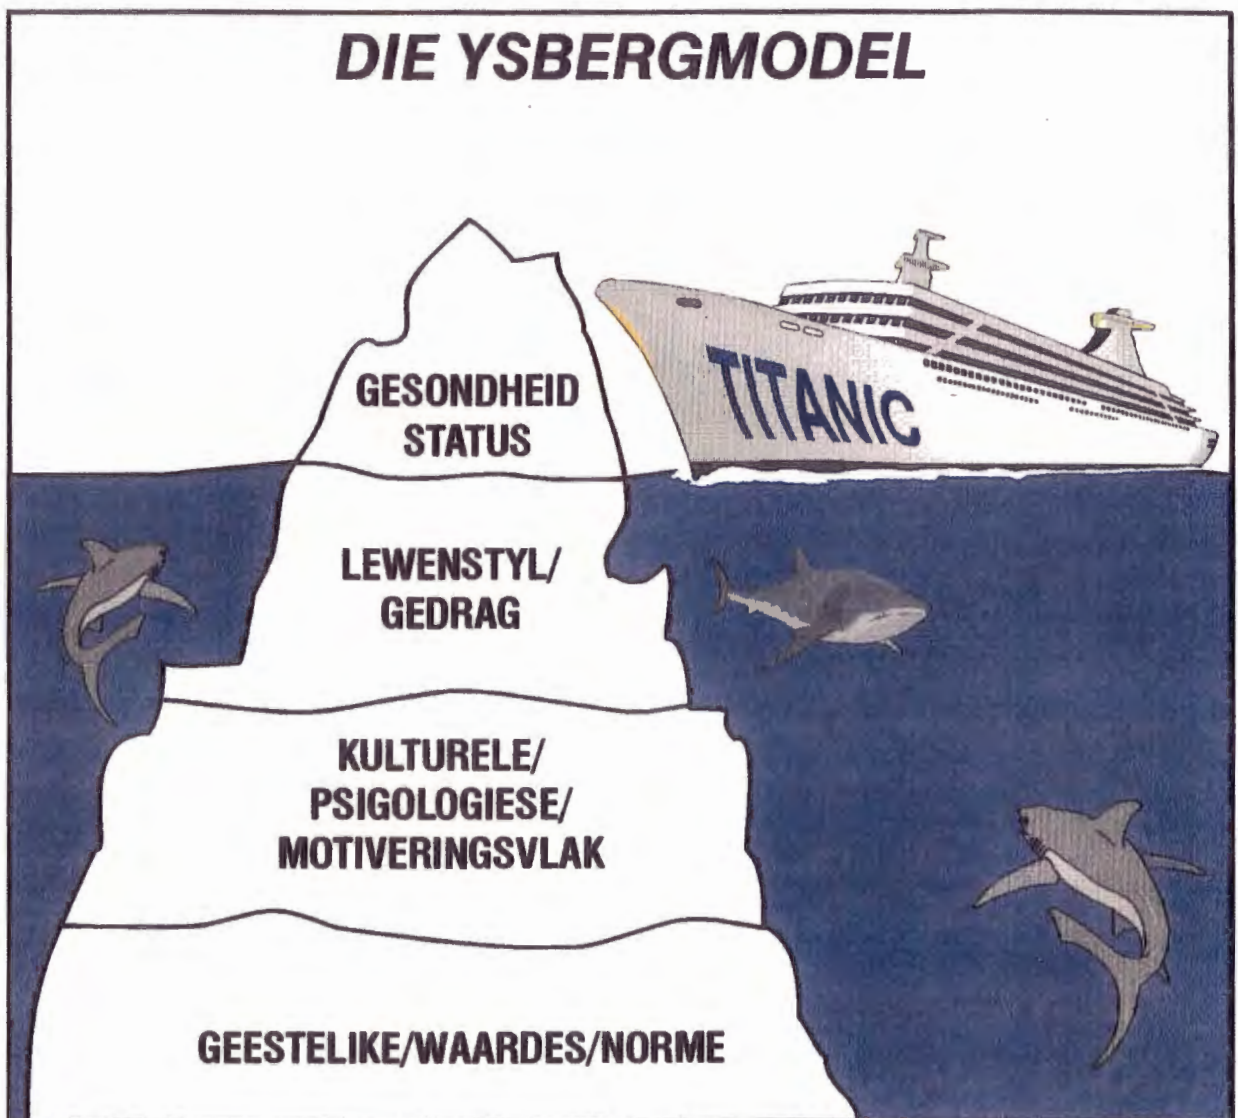 DIE YSBERGMODEL
TITANIC
GESONDHEID
STATUS
LEWENSTYL/
GEDRAG
KULTURELE/
PSIGOLOGIESE/
MOTIVERINGSVLAK
GEESTELIKE/WAARDES/NORME